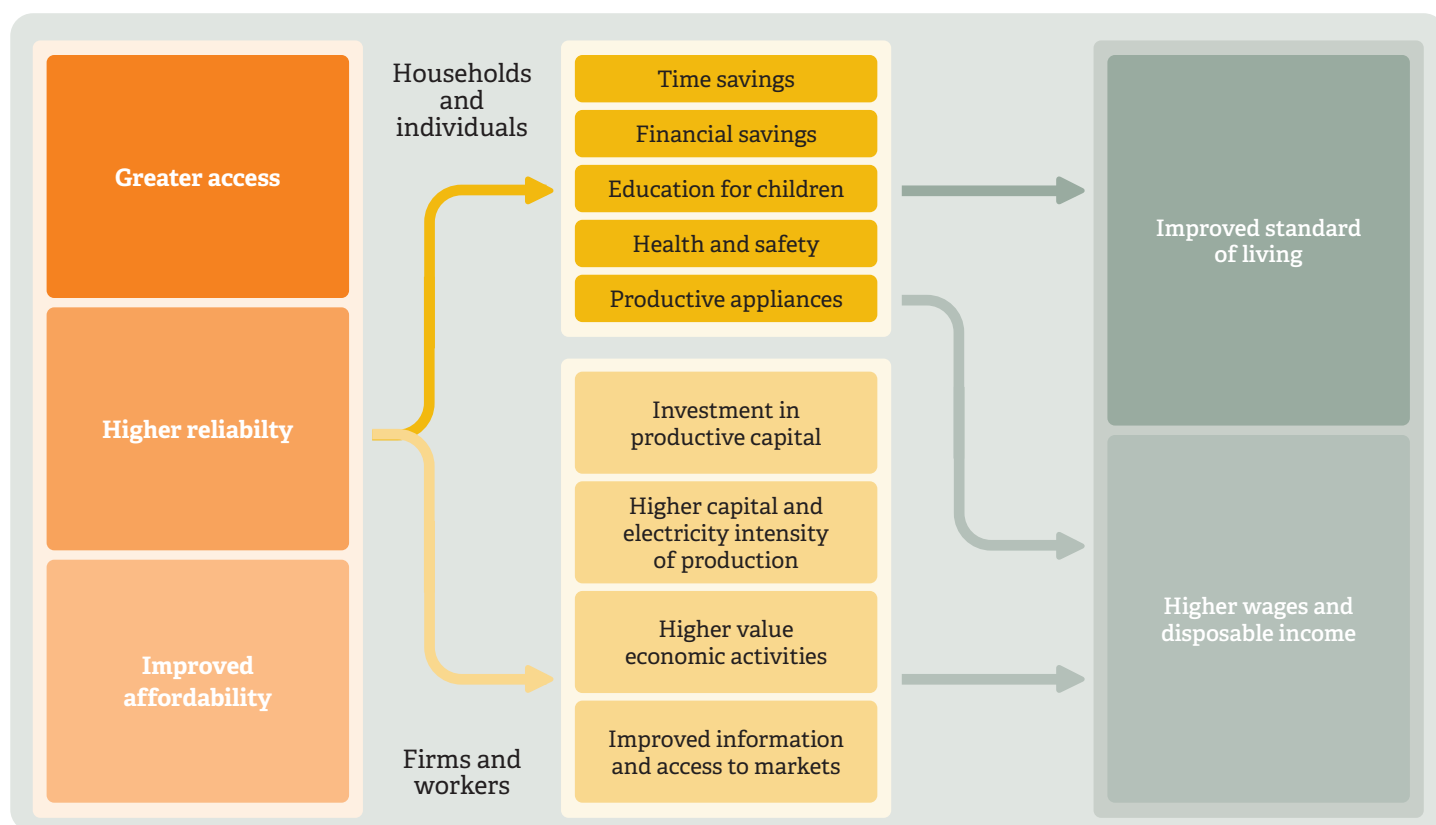 Greater access
Higher reliabilty
Improved
affordability
Households
and
individuals
Firms and
workers
Time savings
Financial savings
Education for children
Health and safety
Productive appliances
Investment in
productive capital
Higher capital and
electricity intensity
of production
Higher value
economic activities
Improved information
and access to markets
Improved standard
of living
Higher wages and
disposable income